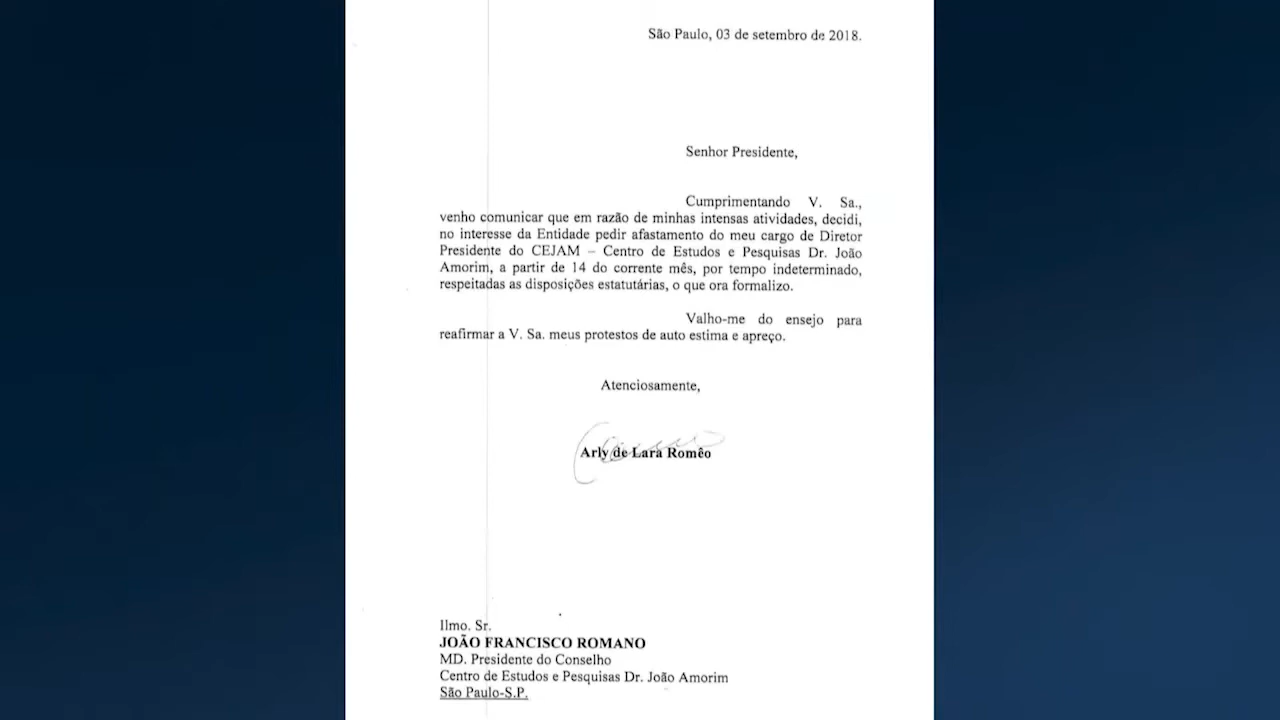 São Paulo, 03 de setembro de 2018.
Senhor Presidente,
Cumprimentando V. Sa.,
venho comunicar que em razão de minhas intensas atividades, decidi,
no interesse da Entidade pedir afastamento do meu cargo de Diretor
Presidente do CEJAM – Centro de Estudos e Pesquisas Dr. João
Amorim, a partir de 14 do corrente mês, por tempo indeterminado,
respeitadas as disposições estatutárias, o que ora formalizo.
Valho-me do ensejo para
reafirmar a V. Sa. meus protestos de auto estima e apreço.
Atenciosamente,
Arly de Lara Romêo
Ilmo. Sr.
JOÃO FRANCISCO ROMANO
MD. Presidente do Conselho
Centro de Estudos e Pesquisas Dr. João Amorim
São Paulo-S.P.